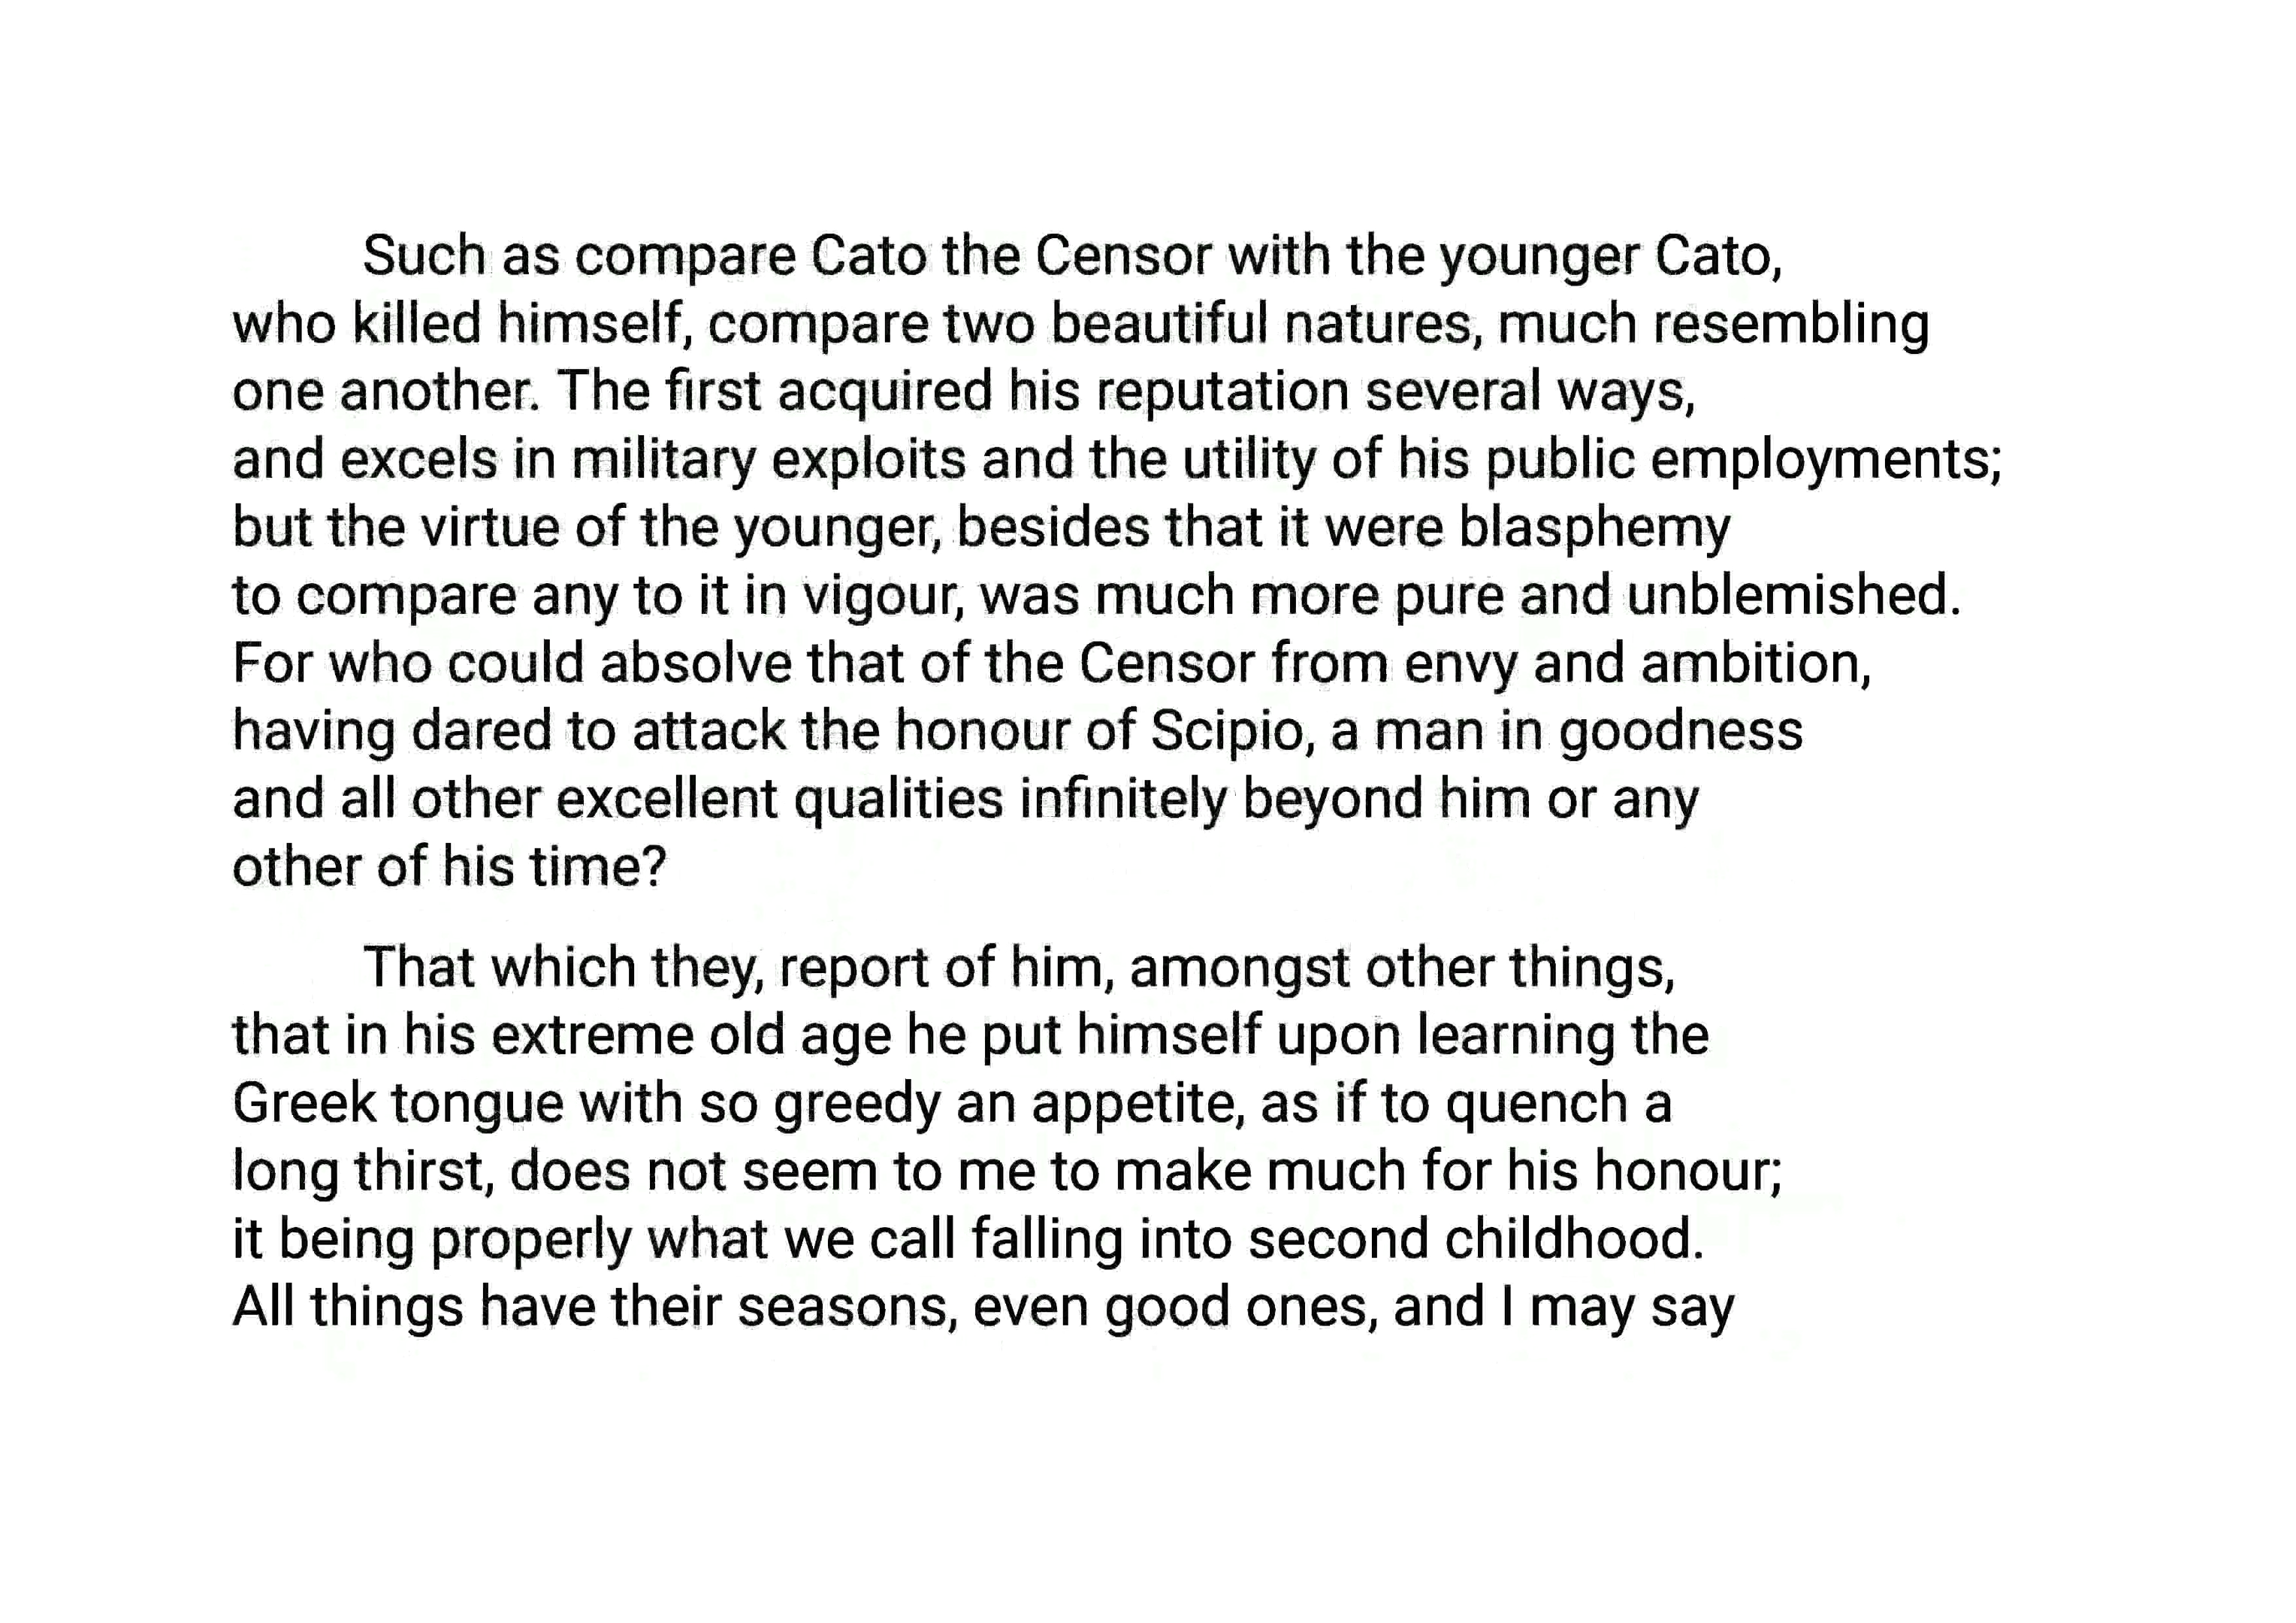 Such as compare Cato the Censor with the younger Cato,
who killed himself, compare two beautiful natures, much resembling
one another. The first acquired his reputation several ways,
and excels in military exploits and the utility of his public employments;
but the virtue of the younger, besides that it were blasphemy
to compare any to it in vigour, was much more pure and unblemished.
For who could absolve that of the Censor from envy and ambition,
having dared to attack the honour of Scipio, a man in goodness
and all other excellent qualities infinitely beyond him or any
other of his time?
That which they, report of him, amongst other things,
that in his extreme old age he put himself upon learning the
Greek tongue with so greedy an appetite, as if to quench a
long thirst, does not seem to me to make much for his honour;
it being properly what we call falling into second childhood.
All things have their seasons, even good ones, and I may say